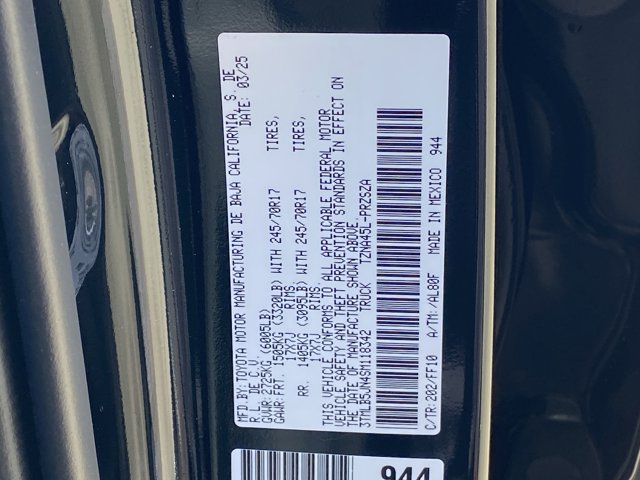 MFD.BY:TOYOTA MOTOR MANUFACTURING DE BAJA CALIFORNIA, S. DE
R.L. DE C.V. DATE: 03/25
GVWR:2725KG(6005LB)
GAWR:FRT. 1505KG(3320LB)WITH 245/70R17 TIRES,
17X7J RIMS.
RR. 1405KG(3095LB)WITH 245/70R17 TIRES,
17X7J RIMS.
THIS VEHICLE CONFORMS TO ALL APPLICABLE FEDERAL MOTOR
VEHICLE SAFETY AND THEFT PREVENTION STANDARDS IN EFFECT ON
THE DATE OF MANUFACTURE SHOWN ABOVE.
3TMLB5JN4SM118342 TRUCK TZNA45L-PRZSZA
C/TR:202/FF10 A/TM:/AL80F MADE IN MEXICO 944
944